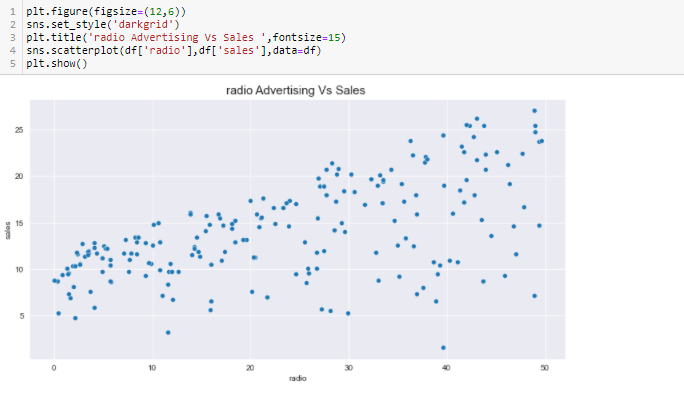 1 plt.figure(figsize=(12,6))
2 sns.set_style('darkgrid')
3 plt.title('radio Advertising Vs Sales ',fontsize=15)
4 sns.scatterplot(df['radio'],df['sales'],data=df)
5 plt.show()
radio Advertising Vs Sales
25
20
15
10
5
sales
0 10 20 30 40 50
radio